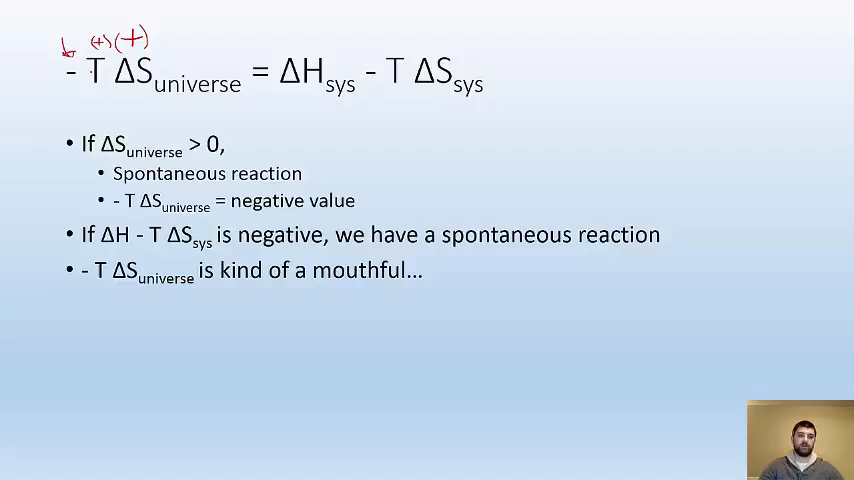 (+) (+)
- T ΔSuniverse = ΔHsys - T ΔSsys
• If ΔSuniverse > 0,
• Spontaneous reaction
• - T ΔSuniverse = negative value
• If ΔH - T ΔSsys is negative, we have a spontaneous reaction
• - T ΔSuniverse is kind of a mouthful...